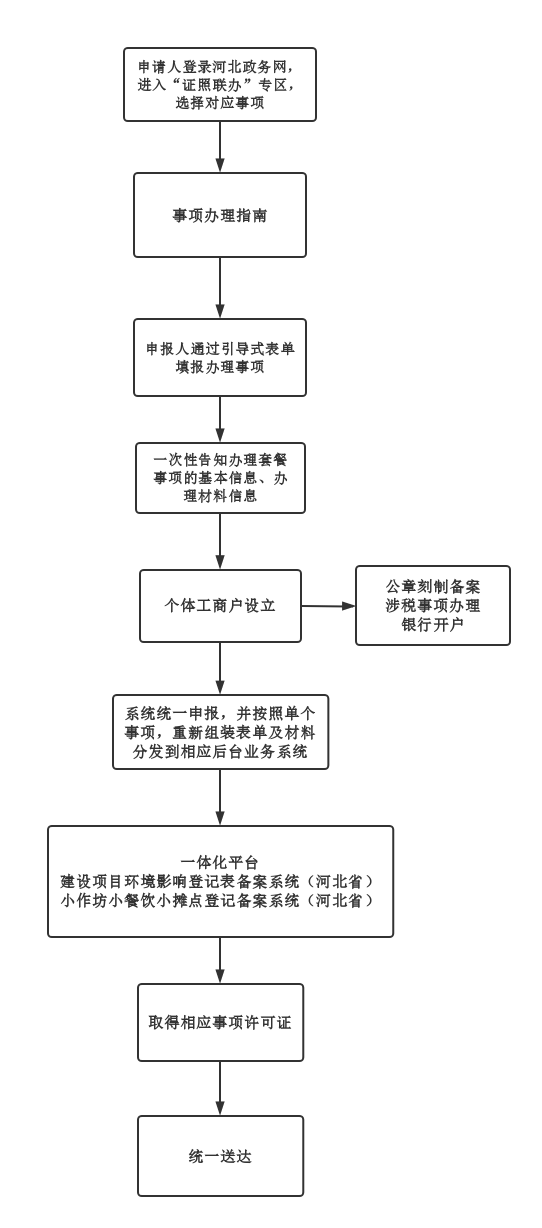 申请人登录河北政务网，
进入“证照联办”专区，
选择对应事项
事项办理指南
申报人通过引导式表单
填报办理事项
一次性告知办理套餐
事项的基本信息、办
理材料信息
个体工商户设立
公章刻制备案
涉税事项办理
银行开户
系统统一申报，并按照单个
事项，重新组装表单及材料
分发到相应后台业务系统
一体化平台
建设项目环境影响登记表备案系统（河北省）
小作坊小餐饮小摊点登记备案系统（河北省）
取得相应事项许可证
统一送达